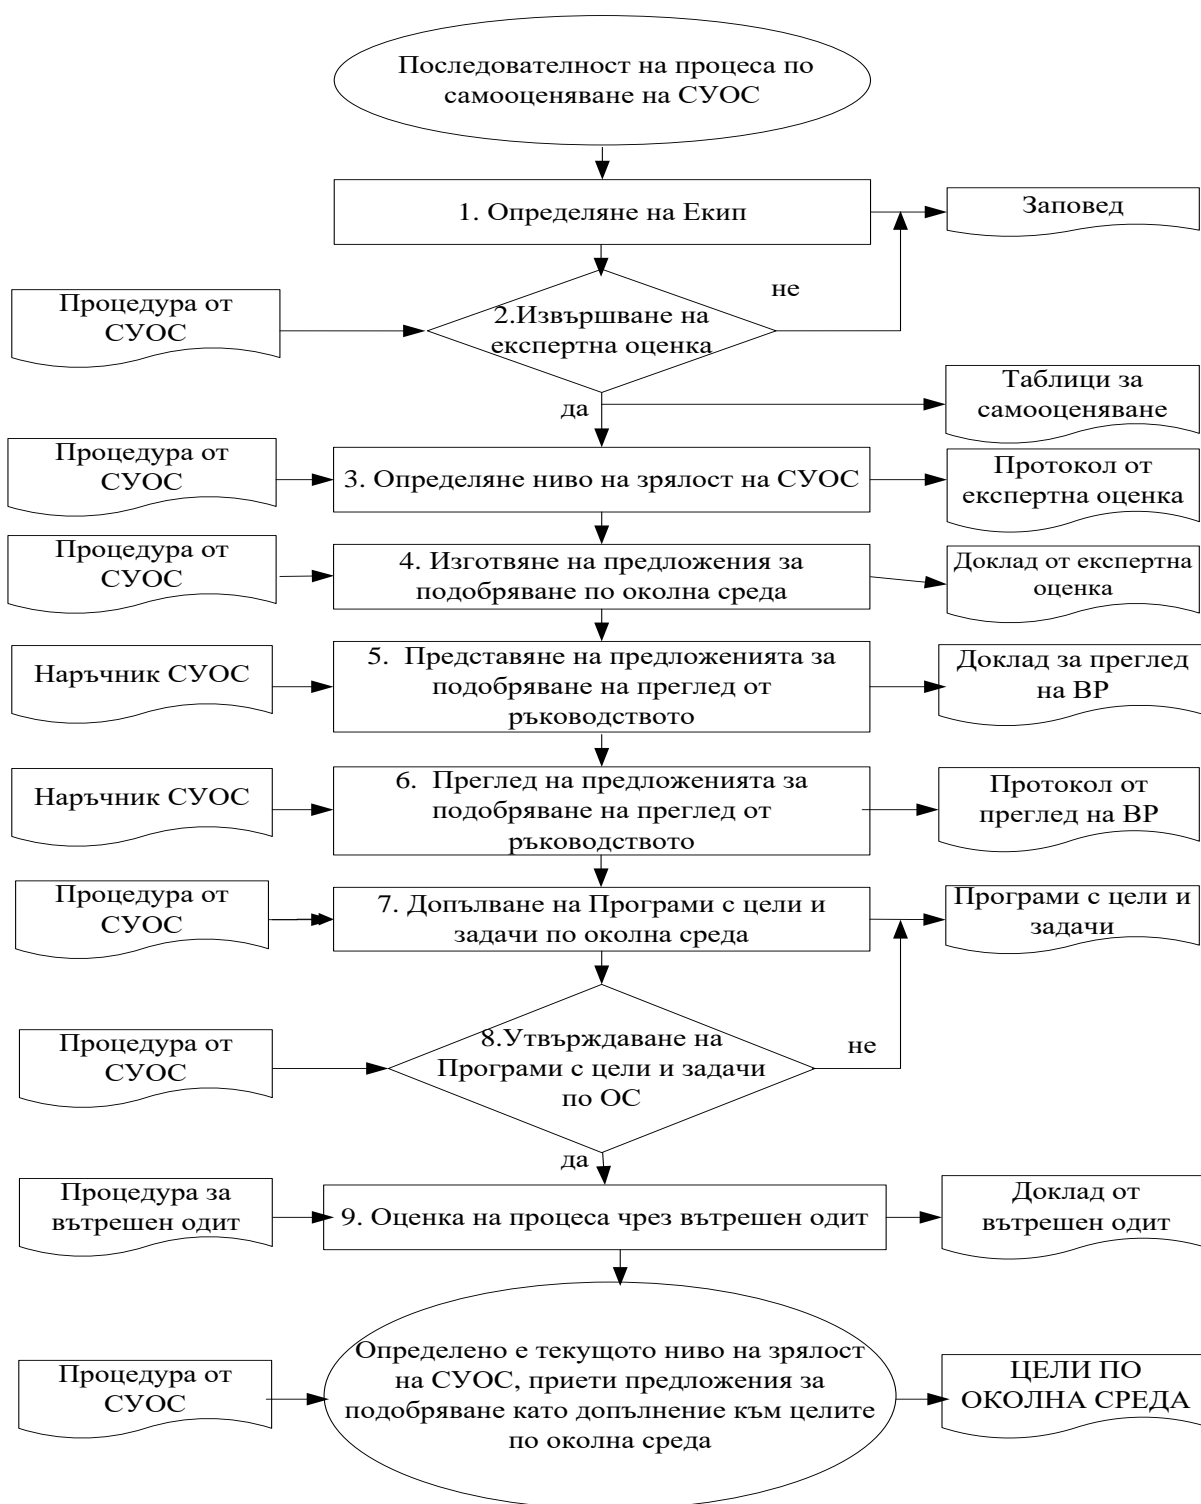 Последователност на процеса по
самооценяване на СУОС
1. Определяне на Екип
Заповед
не
Процедура от
СУОС
2.Извършване на
експертна оценка
Таблици за
самооценяване
да
Процедура от
СУОС
3. Определяне ниво на зрялост на СУОС
Протокол от
експертна оценка
Процедура от
СУОС
4. Изготвяне на предложения за
подобряване по околна среда
Доклад от експертна
оценка
Наръчник СУОС
5. Представяне на предложенията за
подобряване на преглед от
ръководството
Доклад за преглед
на ВР
Наръчник СУОС
6. Преглед на предложенията за
подобряване на преглед от
ръководството
Протокол от
преглед на ВР
Процедура от
СУОС
7. Допълване на Програми с цели и
задачи по околна среда
Програми с цели и
задачи
Процедура от
СУОС
8.Утвърждаване на
Програми с цели и задачи
по ОС
не
да
Процедура за
вътрешен одит
9. Оценка на процеса чрез вътрешен одит
Доклад от
вътрешен одит
Процедура от
СУОС
Определено е текущото ниво на зрялост
на СУОС, приети предложения за
подобряване като допълнение към целите
по околна среда
ЦЕЛИ ПО
ОКОЛНА СРЕДА